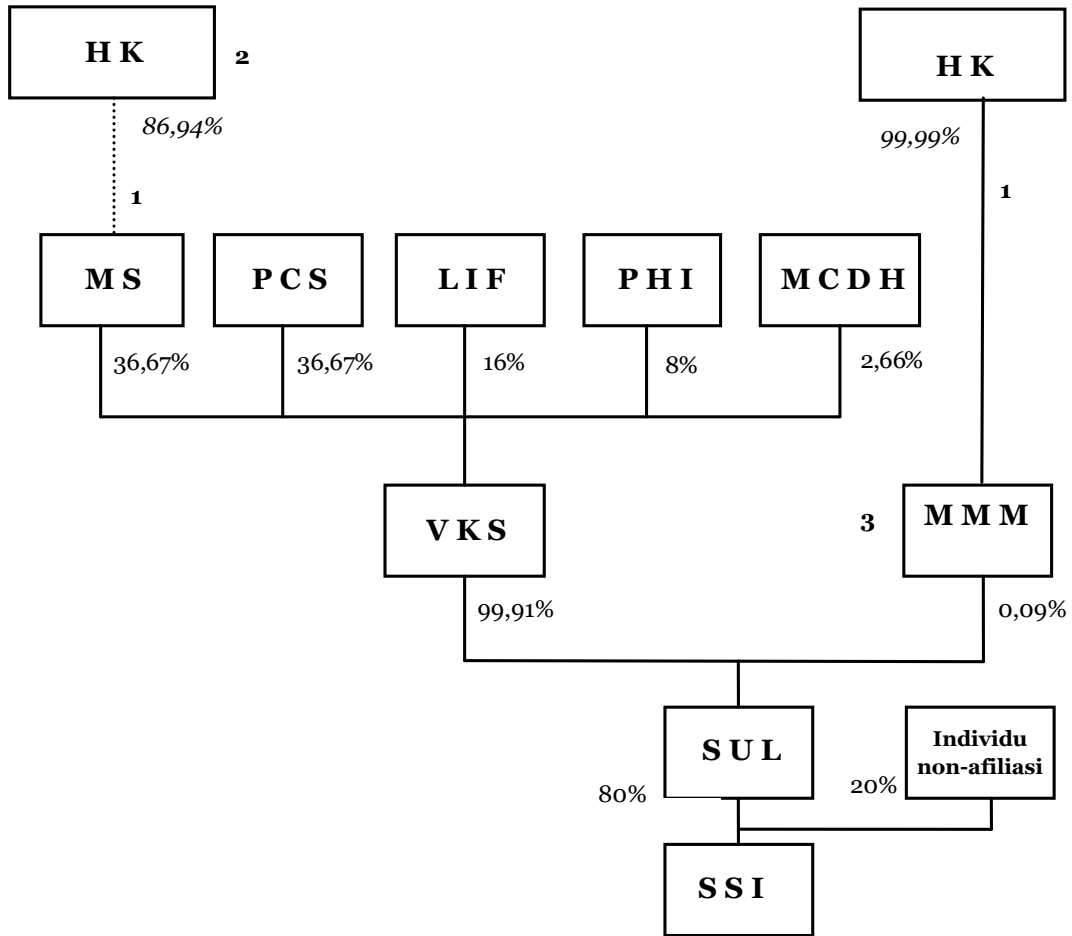 H K
2
H K
86,94%
99,99%
1
1
M S
P C S
L I F
P H I
M C D H
36,67%
36,67%
16%
8%
2,66%
V K S
3
M M M
99,91%
0,09%
S U L
Individu
non-afiliasi
80%
20%
S S I